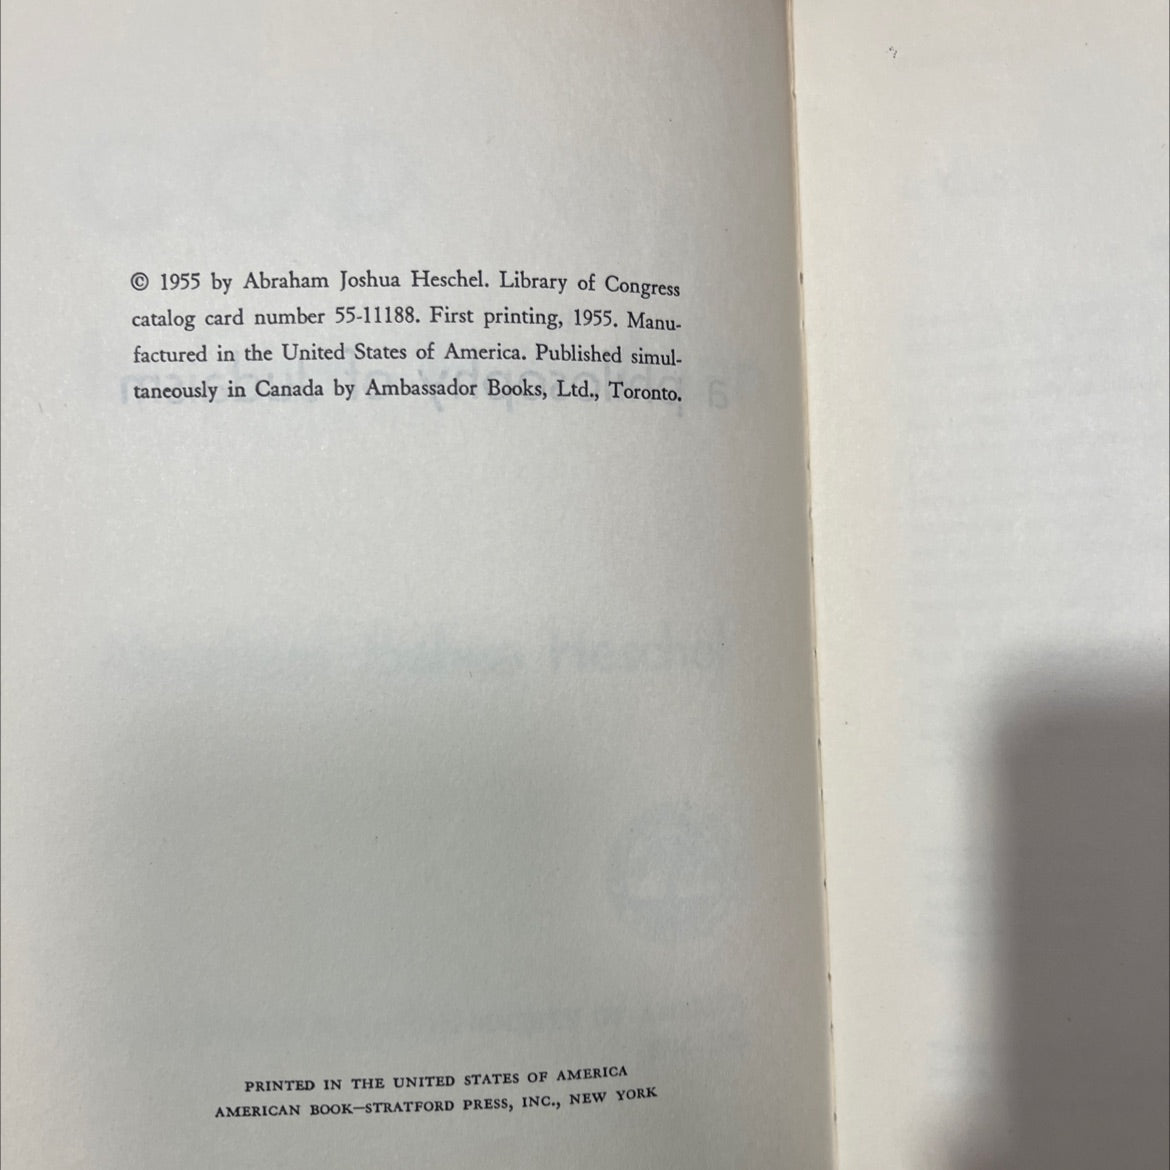 © 1955 by Abraham Joshua Heschel. Library of Congress
catalog card number 55-11188. First printing, 1955. Manu-
factured in the United States of America. Published simul-
taneously in Canada by Ambassador Books, Ltd., Toronto.
PRINTED IN THE UNITED STATES OF AMERICA
AMERICAN BOOK—STRATFORD PRESS, INC., NEW YORK